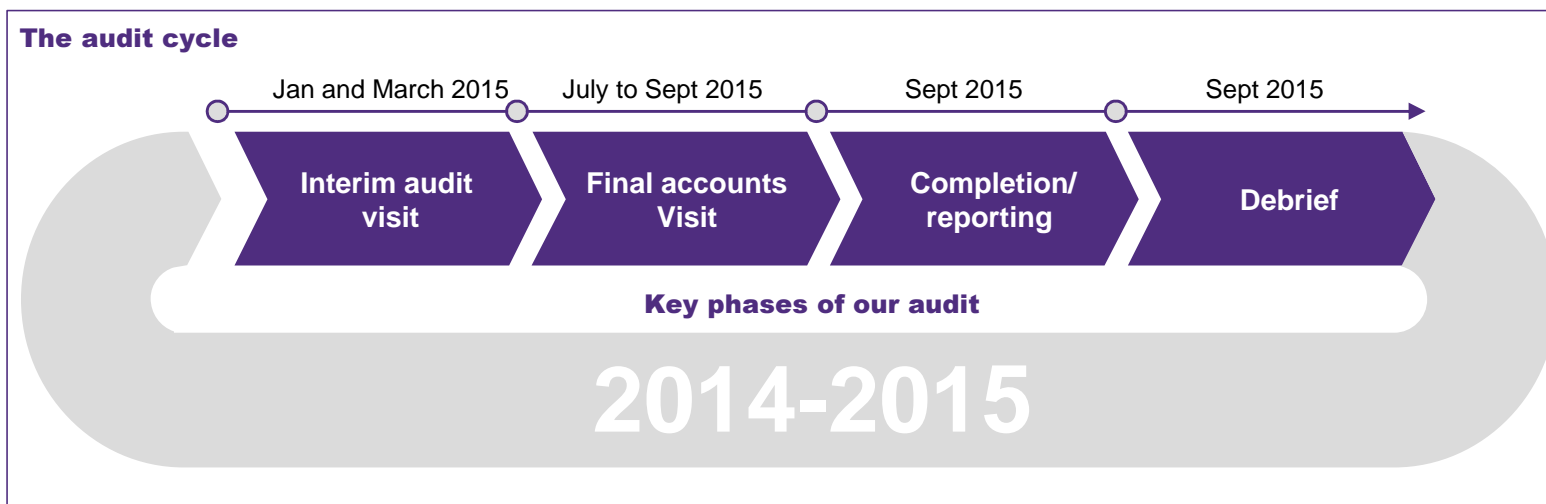 The audit cycle
Jan and March 2015
July to Sept 2015
Sept 2015
Sept 2015
Interim audit
visit
Final accounts
Visit
Completion/
reporting
Debrief
Key phases of our audit
2014-2015